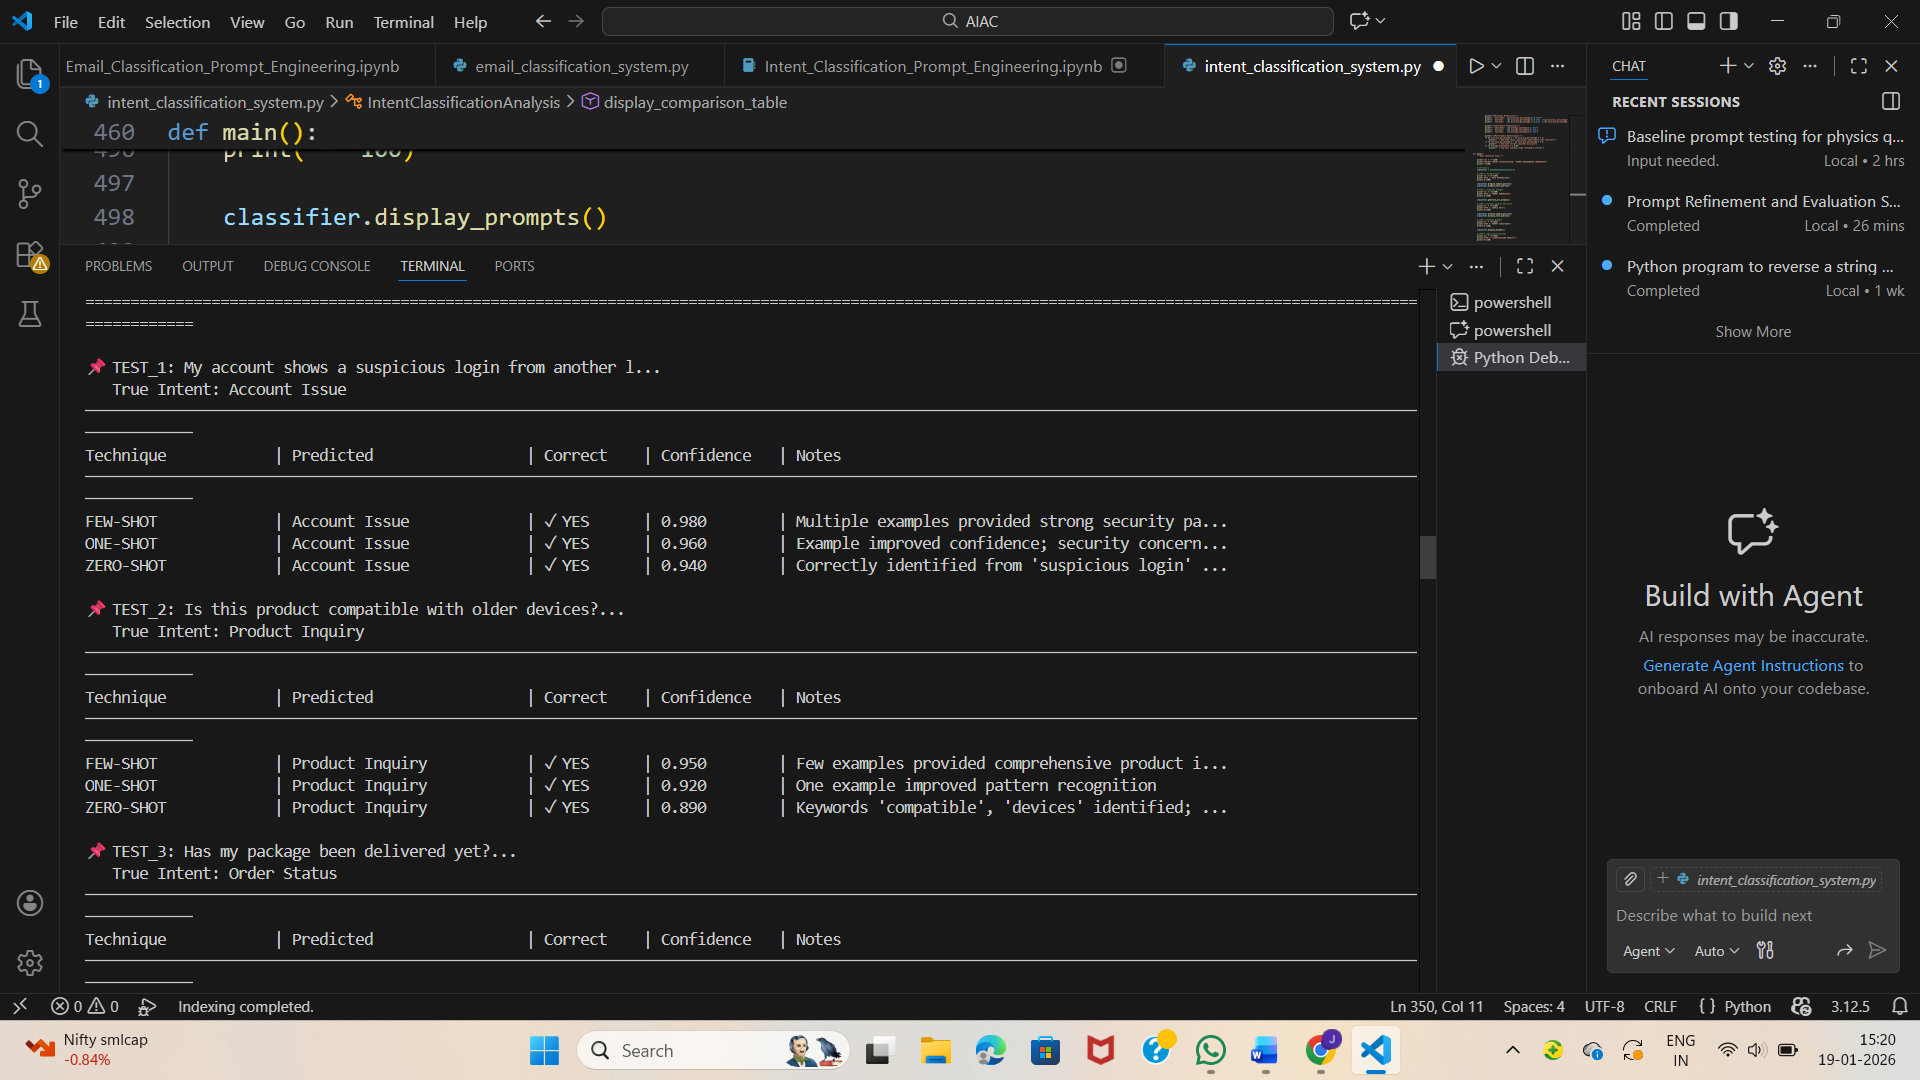 File Edit Selection View Go Run Terminal Help
AIAC
Email_Classification_Prompt_Engineering.ipynb
email_classification_system.py
Intent_Classification_Prompt_Engineering.ipynb
intent_classification_system.py
intent_classification_system.py > IntentClassificationAnalysis > display_comparison_table
460 def main():
497
498 classifier.display_prompts()
PROBLEMS OUTPUT DEBUG CONSOLE TERMINAL PORTS
powershell
powershell
Python Deb...
====================================================================================================================================================
============
📌 TEST_1: My account shows a suspicious login from another l...
True Intent: Account Issue
Technique | Predicted | Correct | Confidence | Notes
FEW-SHOT | Account Issue | ✓ YES | 0.980 | Multiple examples provided strong security pa...
ONE-SHOT | Account Issue | ✓ YES | 0.960 | Example improved confidence; security concern...
ZERO-SHOT | Account Issue | ✓ YES | 0.940 | Correctly identified from 'suspicious login' ...
📌 TEST_2: Is this product compatible with older devices?...
True Intent: Product Inquiry
Technique | Predicted | Correct | Confidence | Notes
FEW-SHOT | Product Inquiry | ✓ YES | 0.950 | Few examples provided comprehensive product i...
ONE-SHOT | Product Inquiry | ✓ YES | 0.920 | One example improved pattern recognition
ZERO-SHOT | Product Inquiry | ✓ YES | 0.890 | Keywords 'compatible', 'devices' identified; ...
📌 TEST_3: Has my package been delivered yet?...
True Intent: Order Status
Technique | Predicted | Correct | Confidence | Notes
CHAT
RECENT SESSIONS
Baseline prompt testing for physics q...
Input needed. Local • 2 hrs
Prompt Refinement and Evaluation S...
Completed Local • 26 mins
Python program to reverse a string ...
Completed Local • 1 wk
Show More
Build with Agent
AI responses may be inaccurate.
Generate Agent Instructions to
onboard AI onto your codebase.
intent_classification_system.py
Describe what to build next
Agent Auto
1
0 0 Indexing completed.
Ln 350, Col 11 Spaces: 4 UTF-8 CRLF { } Python 3.12.5
Nifty smlcap
-0.84%
Search
J
ENG
IN
15:20
19-01-2026